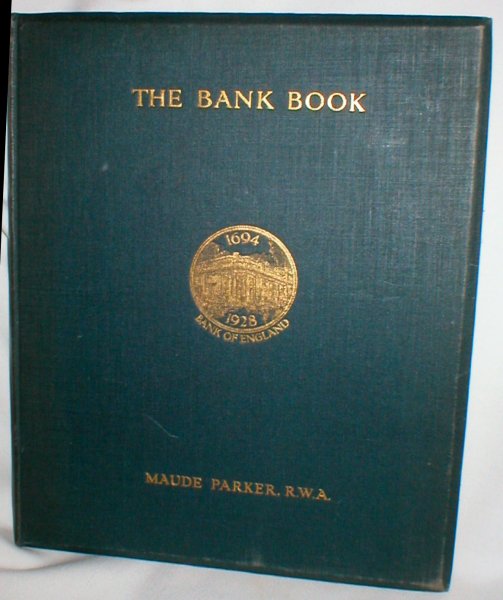 THE BANK BOOK
1694
1928
BANK OF ENGLAND
MAUDE PARKER, R.W.A.